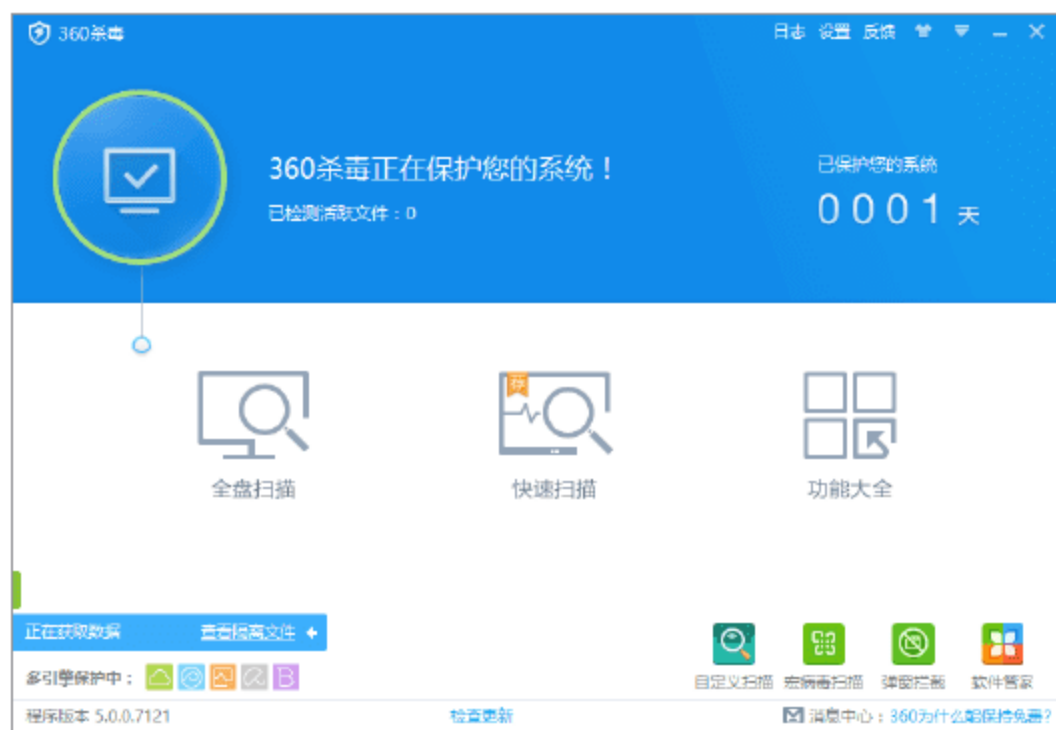 360杀毒
日志 设置 反馈
360杀毒正在保护您的系统！
已检测活跃文件：0
已保护您的系统
0001 天
荐
全盘扫描 快速扫描 功能大全
正在获取数据 查看隔离文件
多引擎保护中：
自定义扫描 宏病毒扫描 弹窗拦截 软件管家
程序版本 5.0.0.7121 检查更新 消息中心：360为什么能保持免费?